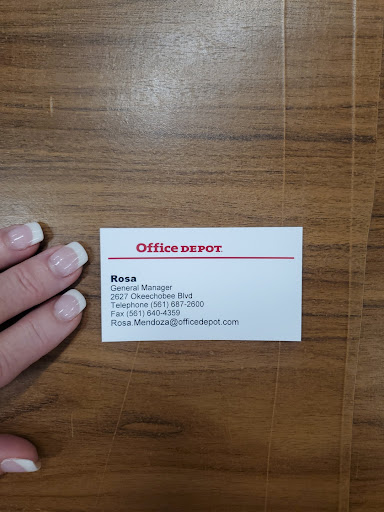 Office DEPOT.
Rosa
General Manager
2627 Okeechobee Blvd
Telephone (561) 687-2600
Fax (561) 640-4359
Rosa.Mendoza@officedepot.com